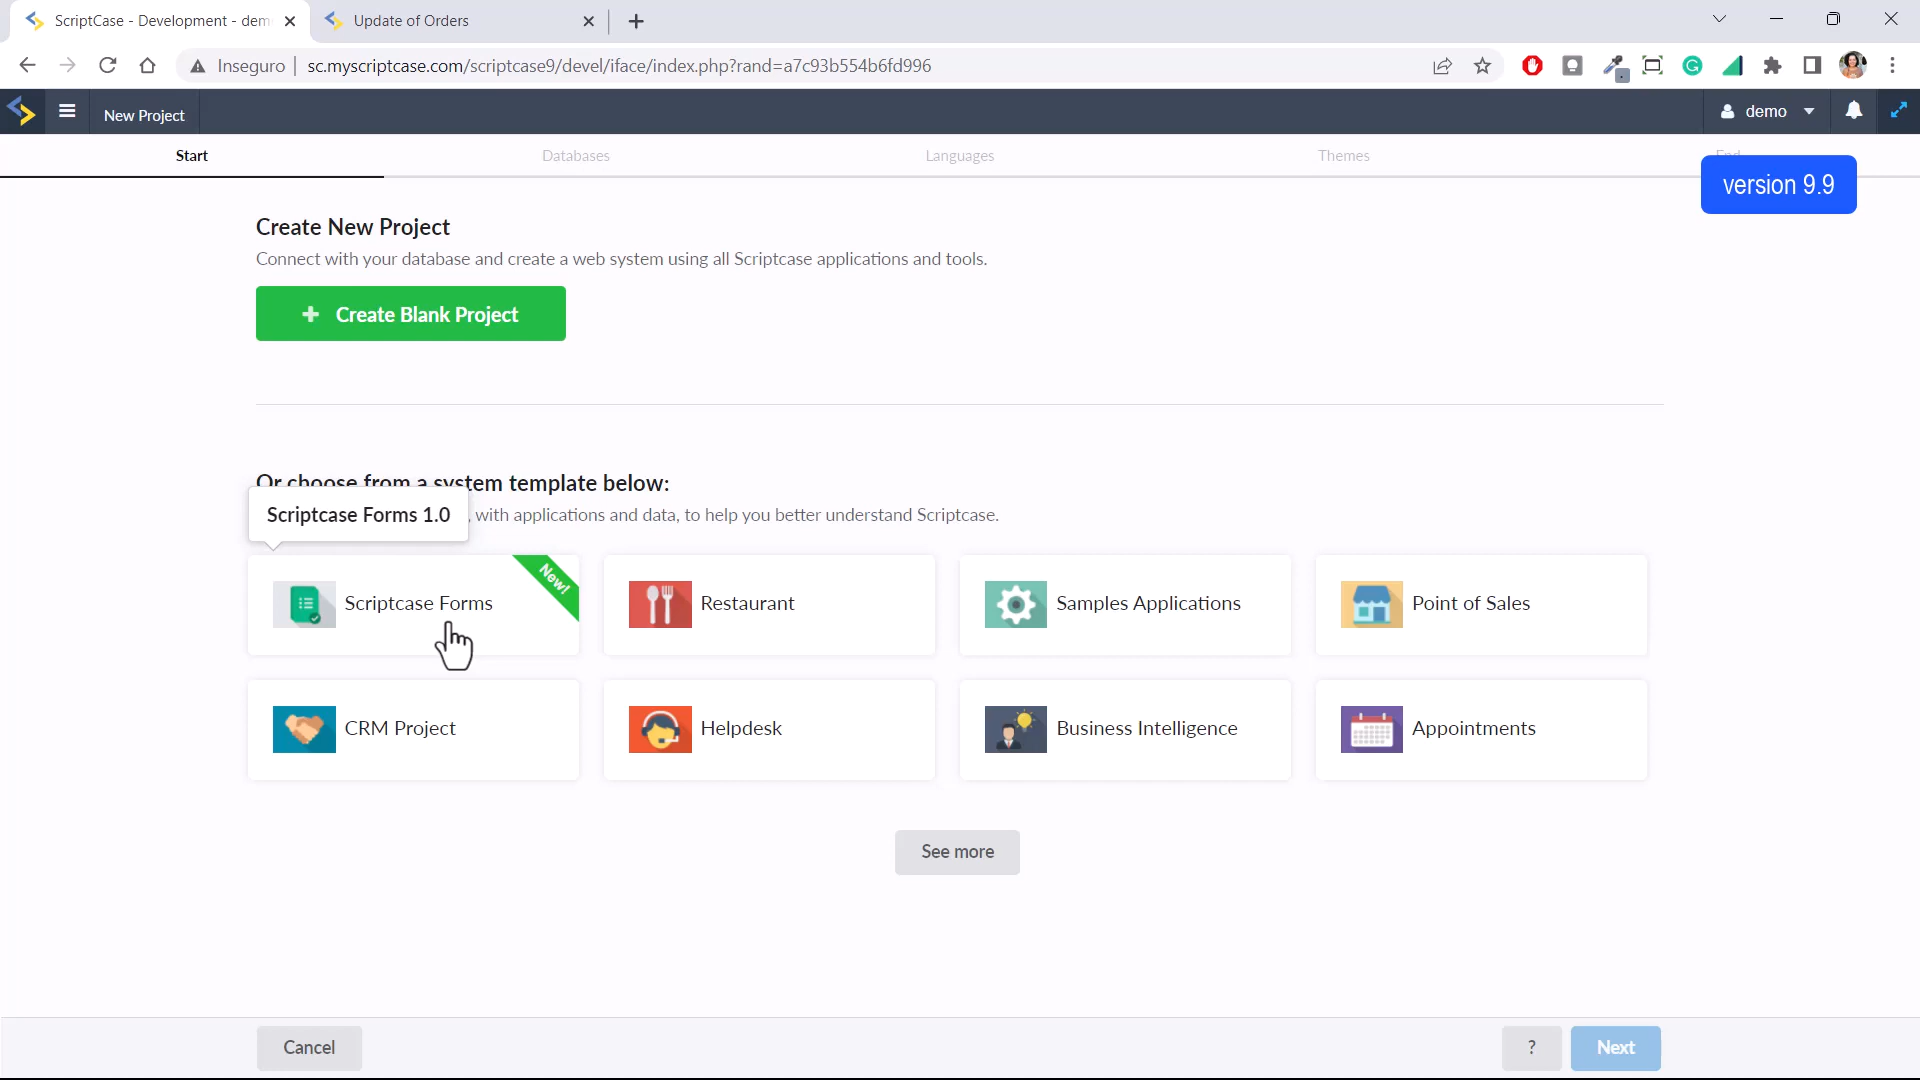 ScriptCase - Development - dem
Update of Orders
Inseguro
sc.myscriptcase.com/scriptcase9/devel/iface/index.php?rand=a7c93b554b6fd996
New Project
demo
Start
Databases
Languages
Themes
End
version 9.9
Create New Project
Connect with your database and create a web system using all Scriptcase applications and tools.
+ Create Blank Project
Or choose from a system template below:
Scriptcase Forms 1.0
, with applications and data, to help you better understand Scriptcase.
Scriptcase Forms
New!
Restaurant
Samples Applications
Point of Sales
CRM Project
Helpdesk
Business Intelligence
Appointments
See more
Cancel
?
Next